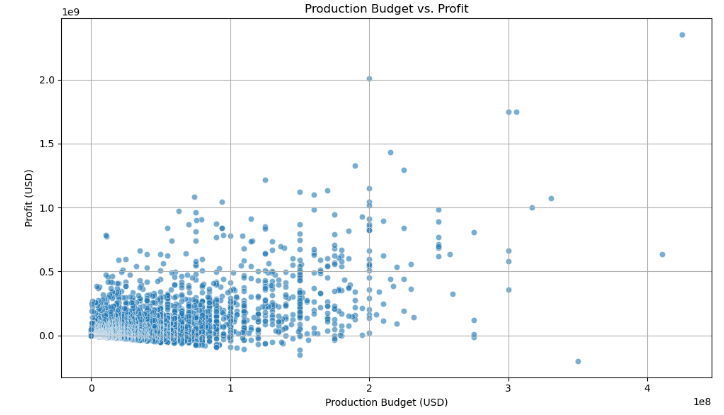 Production Budget vs. Profit
1e9
2.0
1.5
1.0
0.5
0.0
Profit (USD)
0 1 2 3 4
1e8
Production Budget (USD)